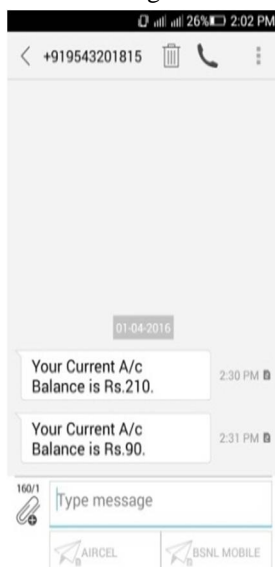 26% 2:02 PM
+919543201815
01-04-2016
Your Current A/c
Balance is Rs.210.
2:30 PM
Your Current A/c
Balance is Rs.90.
2:31 PM
160/1
Type message
AIRCEL BSNL MOBILE